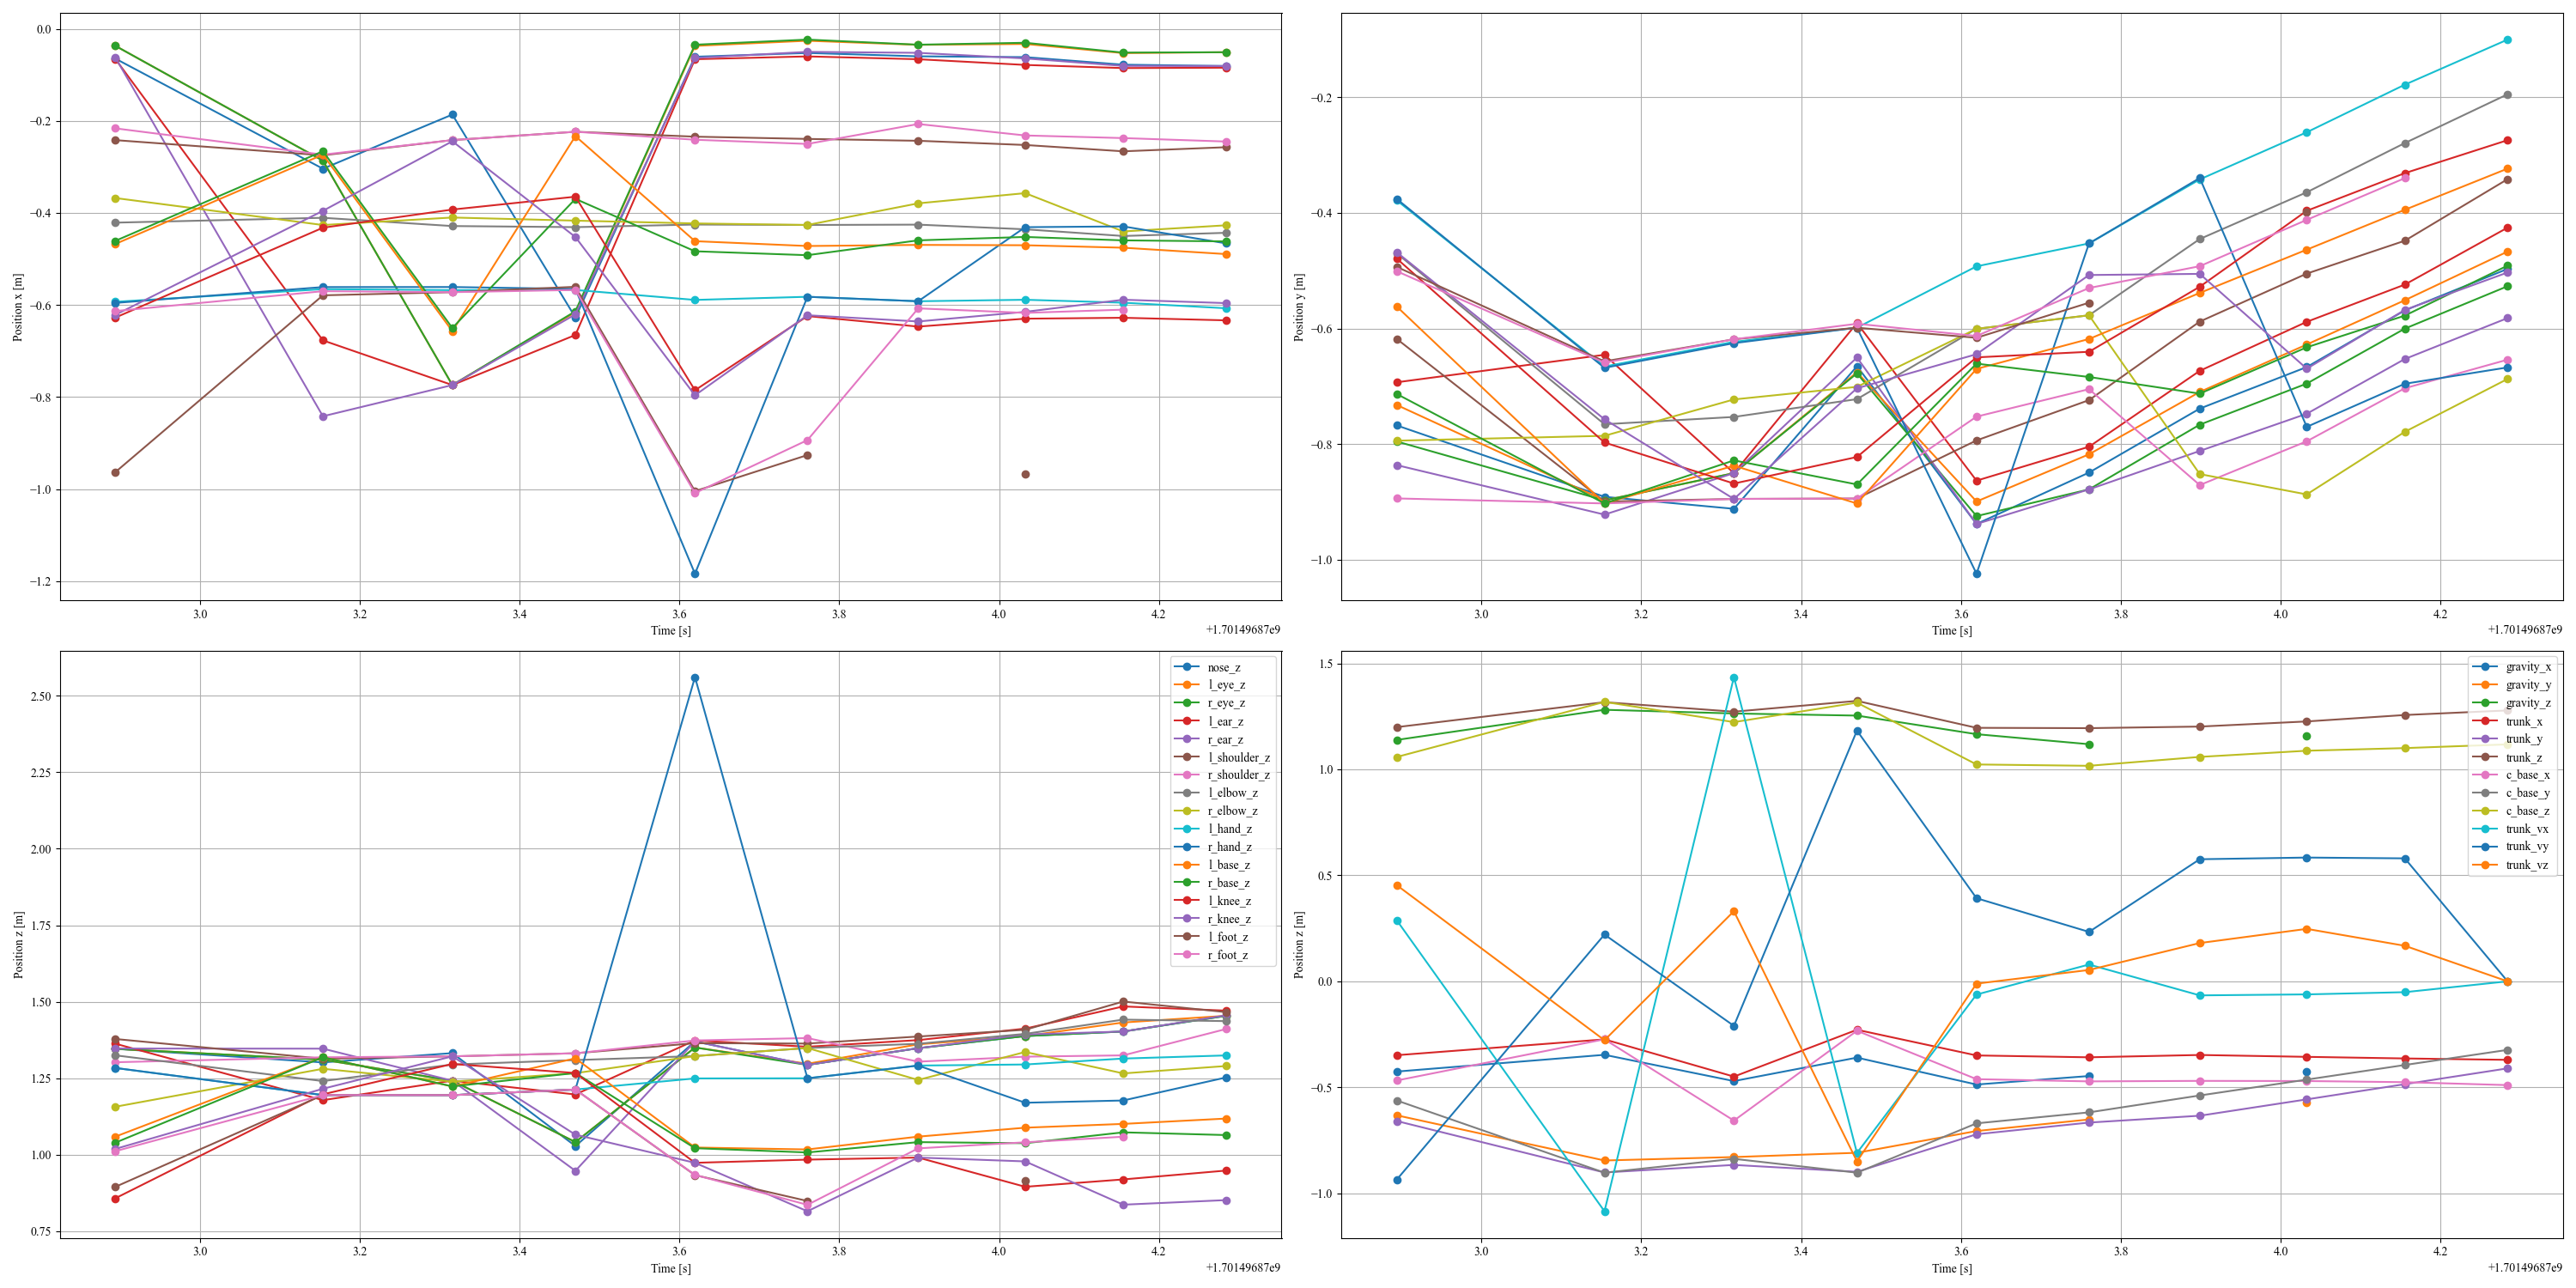 0.0
−0.2
−0.4
−0.6
−0.8
−1.0
−1.2
Position x [m]
3.0 3.2 3.4 3.6 3.8 4.0 4.2
Time [s]
+1.70149687e9
−0.2
−0.4
−0.6
−0.8
−1.0
Position y [m]
3.0 3.2 3.4 3.6 3.8 4.0 4.2
Time [s]
+1.70149687e9
2.50
2.25
2.00
1.75
1.50
1.25
1.00
0.75
Position z [m]
nose_z
l_eye_z
r_eye_z
l_ear_z
r_ear_z
l_shoulder_z
r_shoulder_z
l_elbow_z
r_elbow_z
l_hand_z
r_hand_z
l_base_z
r_base_z
l_knee_z
r_knee_z
l_foot_z
r_foot_z
3.0 3.2 3.4 3.6 3.8 4.0 4.2
Time [s]
+1.70149687e9
1.5
1.0
0.5
0.0
−0.5
−1.0
Position z [m]
gravity_x
gravity_y
gravity_z
trunk_x
trunk_y
trunk_z
c_base_x
c_base_y
c_base_z
trunk_vx
trunk_vy
trunk_vz
3.0 3.2 3.4 3.6 3.8 4.0 4.2
Time [s]
+1.70149687e9